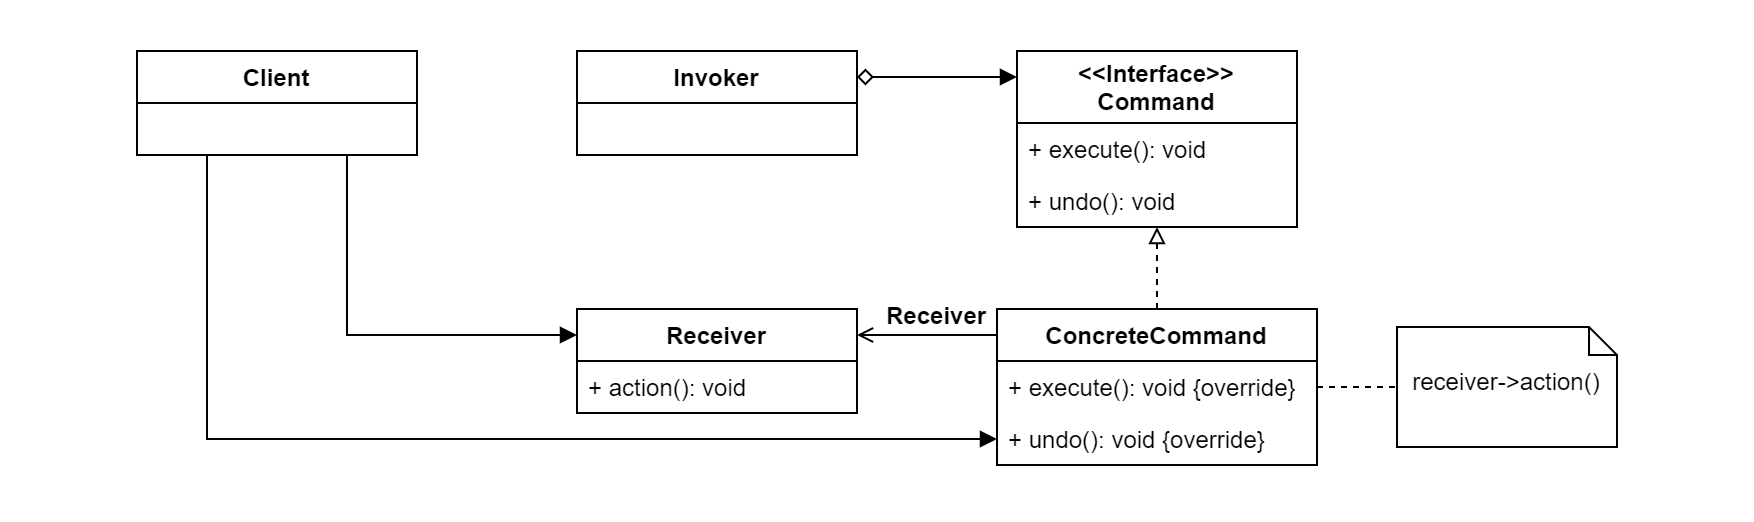 Client
Invoker
<<Interface>>
Command
+ execute(): void
+ undo(): void
Receiver
+ action(): void
Receiver
ConcreteCommand
+ execute(): void {override}
+ undo(): void {override}
receiver->action()